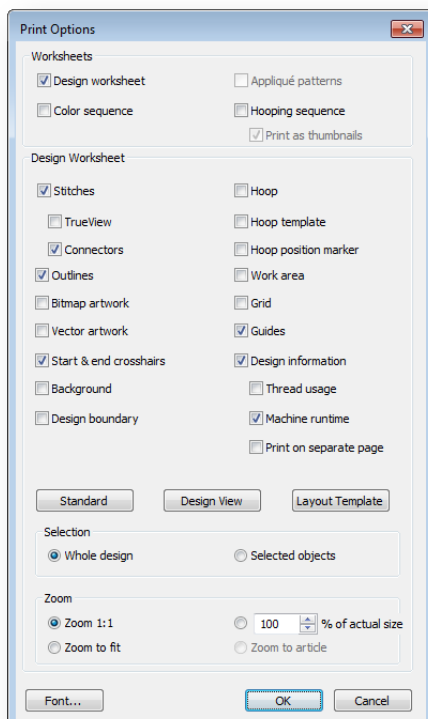 Print Options
Worksheets
Design worksheet
Appliqué patterns
Color sequence
Hooping sequence
Print as thumbnails
Design Worksheet
Stitches
Hoop
TrueView
Hoop template
Connectors
Hoop position marker
Outlines
Work area
Bitmap artwork
Grid
Vector artwork
Guides
Start & end crosshairs
Design information
Background
Thread usage
Design boundary
Machine runtime
Print on separate page
Standard
Design View
Layout Template
Selection
Whole design
Selected objects
Zoom
Zoom 1:1
100 % of actual size
Zoom to fit
Zoom to article
Font...
OK
Cancel